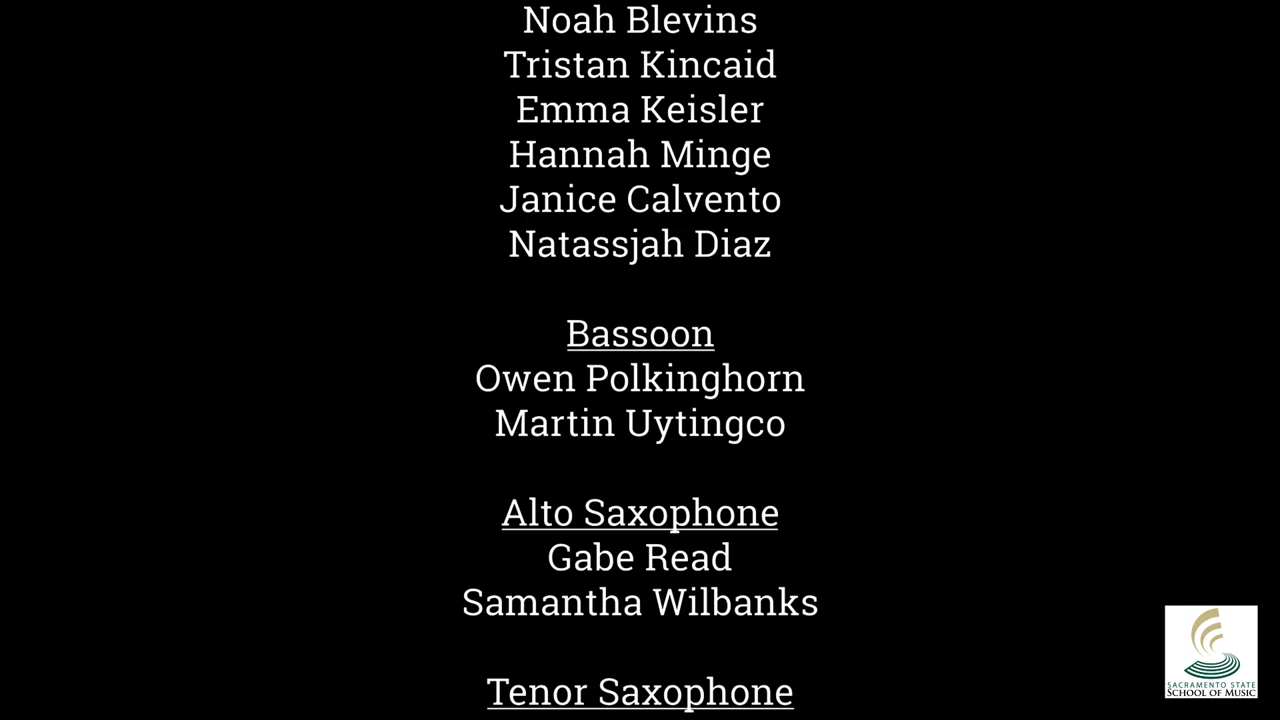 Noah Blevins
Tristan Kincaid
Emma Keisler
Hannah Minge
Janice Calvento
Natassjah Diaz
Bassoon
Owen Polkinghorn
Martin Uytingco
Alto Saxophone
Gabe Read
Samantha Wilbanks
Tenor Saxophone
SACRAMENTO STATE
SCHOOL OF MUSIC